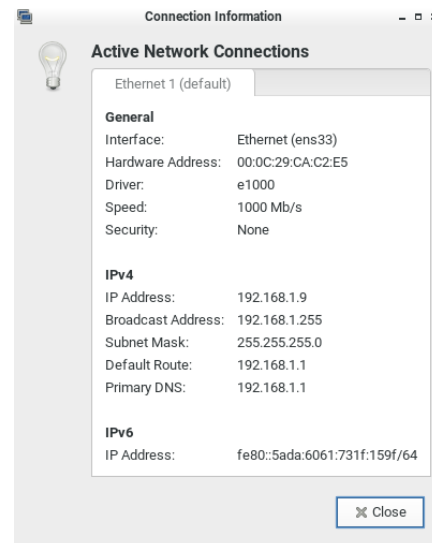 Connection Information
Active Network Connections
Ethernet 1 (default)
General
Interface: Ethernet (ens33)
Hardware Address: 00:0C:29:CA:C2:E5
Driver: e1000
Speed: 1000 Mb/s
Security: None
IPv4
IP Address: 192.168.1.9
Broadcast Address: 192.168.1.255
Subnet Mask: 255.255.255.0
Default Route: 192.168.1.1
Primary DNS: 192.168.1.1
IPv6
IP Address: fe80::5ada:6061:731f:159f/64
Close